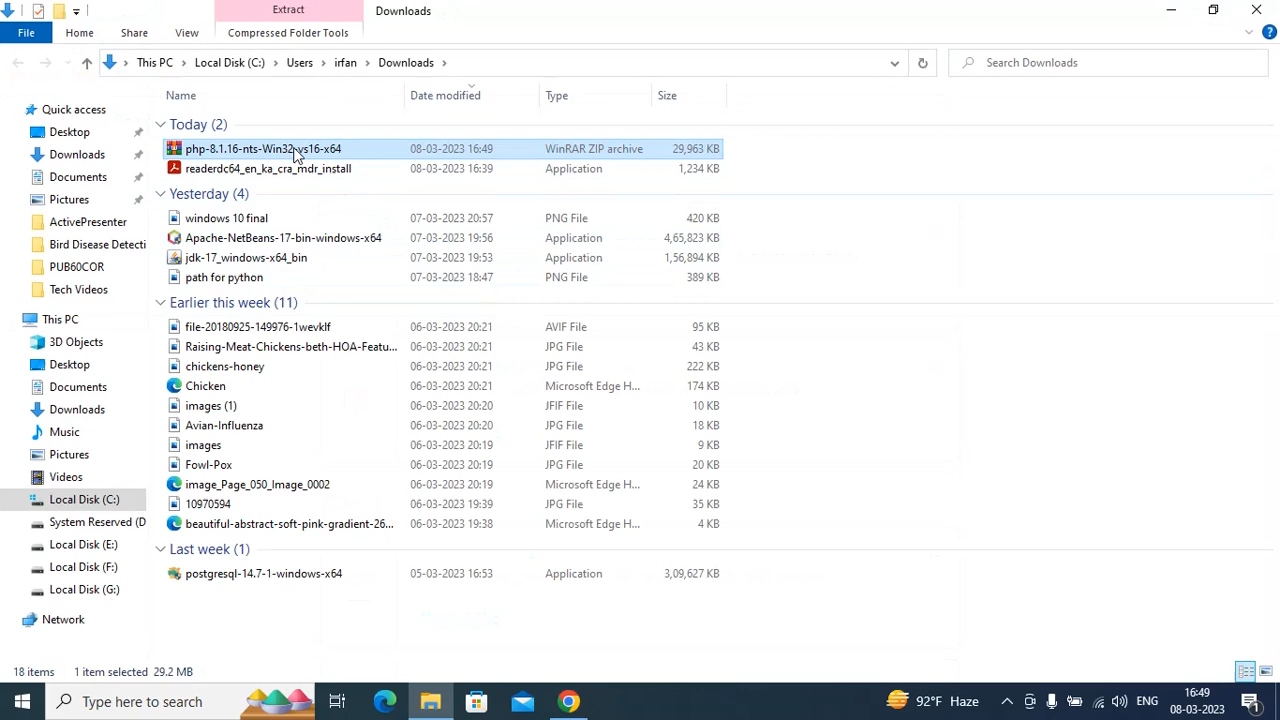 Extract
Downloads
File
Home
Share
View
Compressed Folder Tools
This PC
Local Disk (C:)
Users
irfan
Downloads
Search Downloads
Name
Date modified
Type
Size
Quick access
Desktop
Downloads
Documents
Pictures
ActivePresenter
Bird Disease Detecti
PUB60COR
Tech Videos
This PC
3D Objects
Desktop
Documents
Downloads
Music
Pictures
Videos
Local Disk (C:)
System Reserved (D
Local Disk (E:)
Local Disk (F:)
Local Disk (G:)
Network
Today (2)
php-8.1.16-nts-Win32-vs16-x64 08-03-2023 16:49 WinRAR ZIP archive 29,963 KB
readerdc64_en_ka_cra_mdr_install 08-03-2023 16:39 Application 1,234 KB
Yesterday (4)
windows 10 final 07-03-2023 20:57 PNG File 420 KB
Apache-NetBeans-17-bin-windows-x64 07-03-2023 19:56 Application 4,65,823 KB
jdk-17_windows-x64_bin 07-03-2023 19:53 Application 1,56,894 KB
path for python 07-03-2023 18:47 PNG File 389 KB
Earlier this week (11)
file-20180925-149976-1wevklf 06-03-2023 20:21 AVIF File 95 KB
Raising-Meat-Chickens-beth-HOA-Featu... 06-03-2023 20:21 JPG File 43 KB
chickens-honey 06-03-2023 20:21 JPG File 222 KB
Chicken 06-03-2023 20:21 Microsoft Edge H... 174 KB
images (1) 06-03-2023 20:20 JFIF File 10 KB
Avian-Influenza 06-03-2023 20:20 JPG File 18 KB
images 06-03-2023 20:19 JFIF File 9 KB
Fowl-Pox 06-03-2023 20:19 JPG File 20 KB
image_Page_050_Image_0002 06-03-2023 20:19 Microsoft Edge H... 24 KB
10970594 06-03-2023 19:39 JPG File 35 KB
beautiful-abstract-soft-pink-gradient-26... 06-03-2023 19:38 Microsoft Edge H... 4 KB
Last week (1)
postgresql-14.7-1-windows-x64 05-03-2023 16:53 Application 3,09,627 KB
18 items 1 item selected 29.2 MB
Type here to search
92°F Haze
ENG
16:49
08-03-2023
1